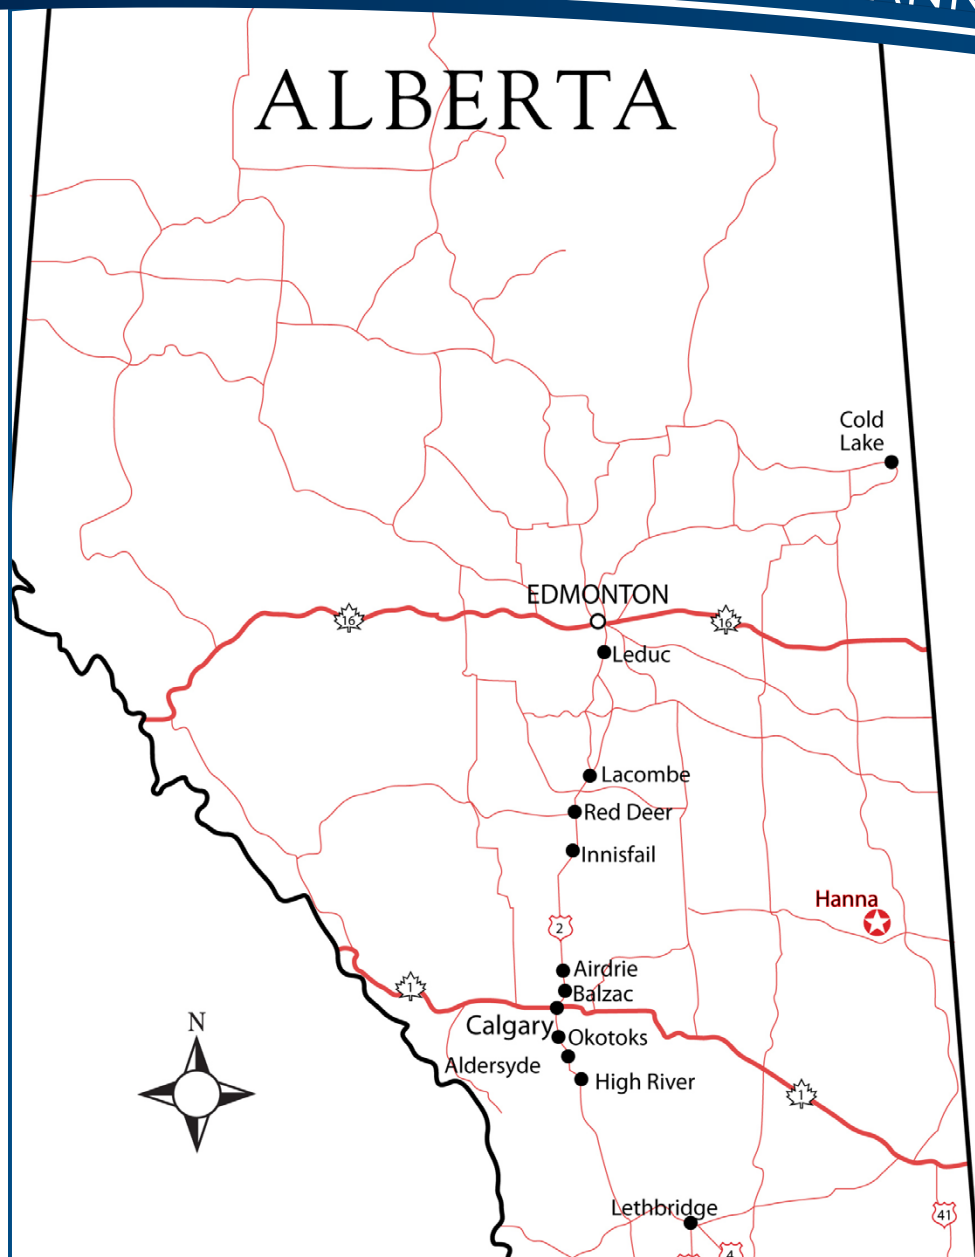 ALBERTA
Cold
Lake
EDMONTON
16
16
Leduc
Lacombe
Red Deer
Innisfail
Hanna
2
Airdrie
Balzac
1
Calgary
Okotoks
Aldersyde
High River
N
1
Lethbridge
41
4